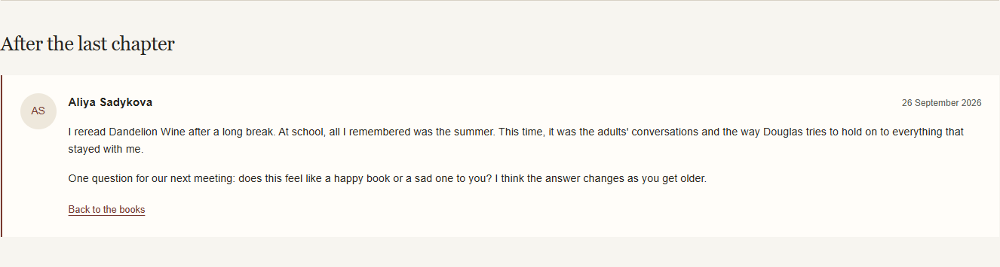 After the last chapter
AS
Aliya Sadykova
26 September 2026
I reread Dandelion Wine after a long break. At school, all I remembered was the summer. This time, it was the adults' conversations and the way Douglas tries to hold on to everything that
stayed with me.
One question for our next meeting: does this feel like a happy book or a sad one to you? I think the answer changes as you get older.
Back to the books